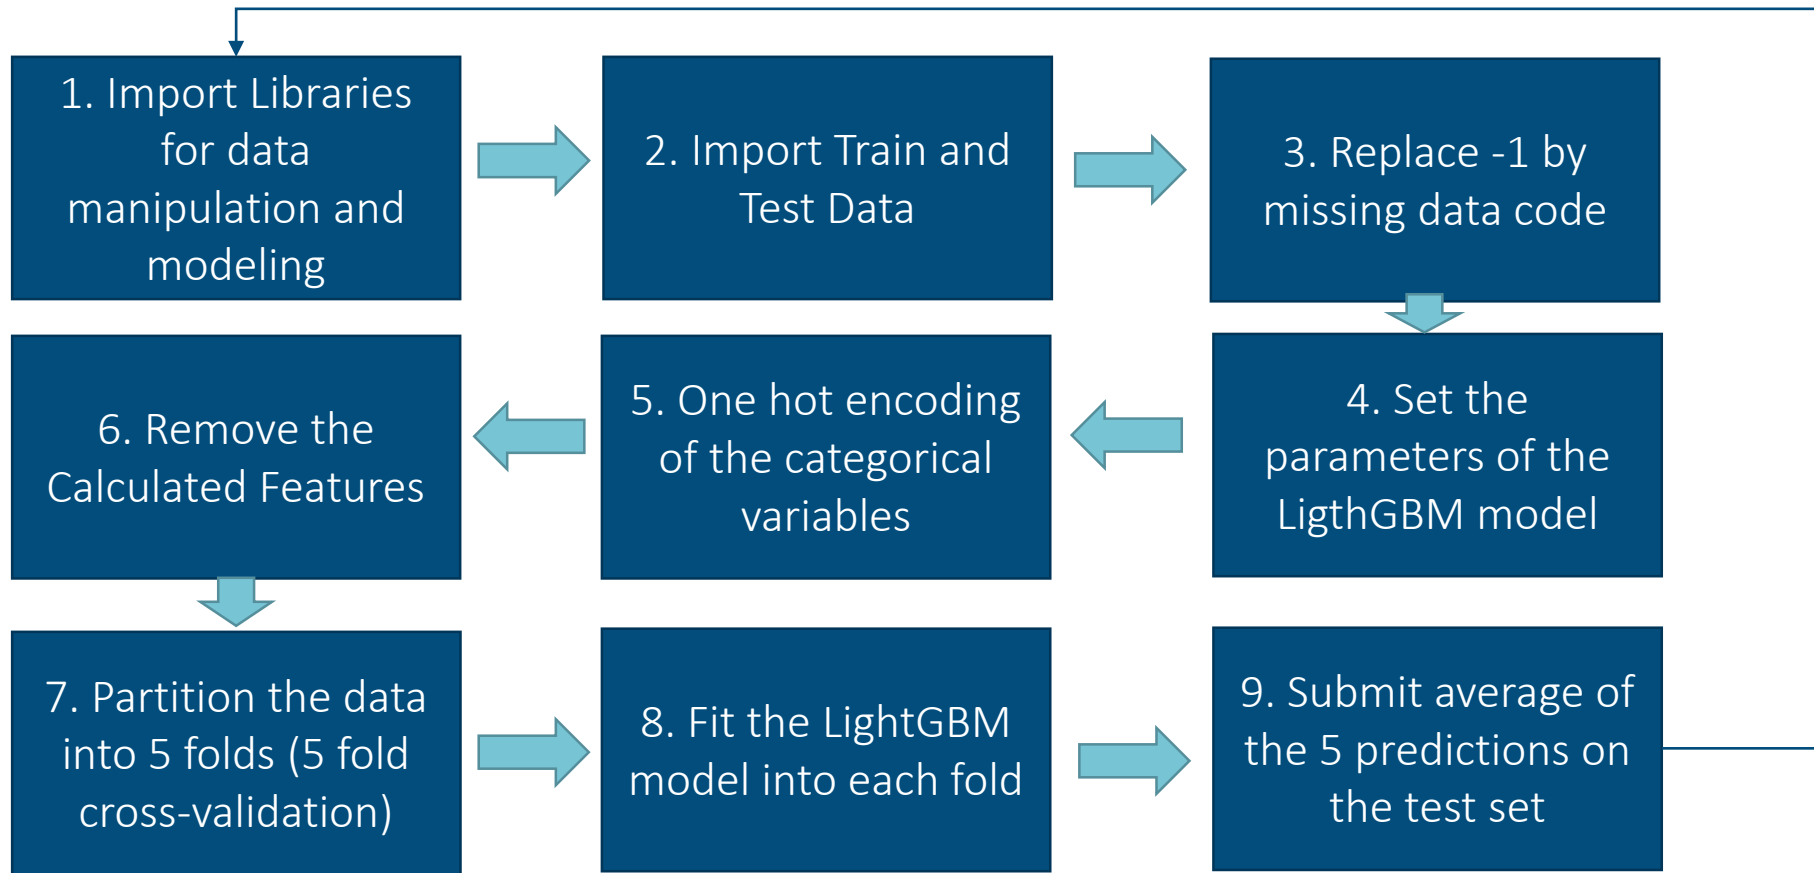 1. Import Libraries
for data
manipulation and
modeling
2. Import Train and
Test Data
3. Replace -1 by
missing data code
4. Set the
parameters of the
LigthGBM model
5. One hot encoding
of the categorical
variables
6. Remove the
Calculated Features
7. Partition the data
into 5 folds (5 fold
cross-validation)
8. Fit the LightGBM
model into each fold
9. Submit average of
the 5 predictions on
the test set